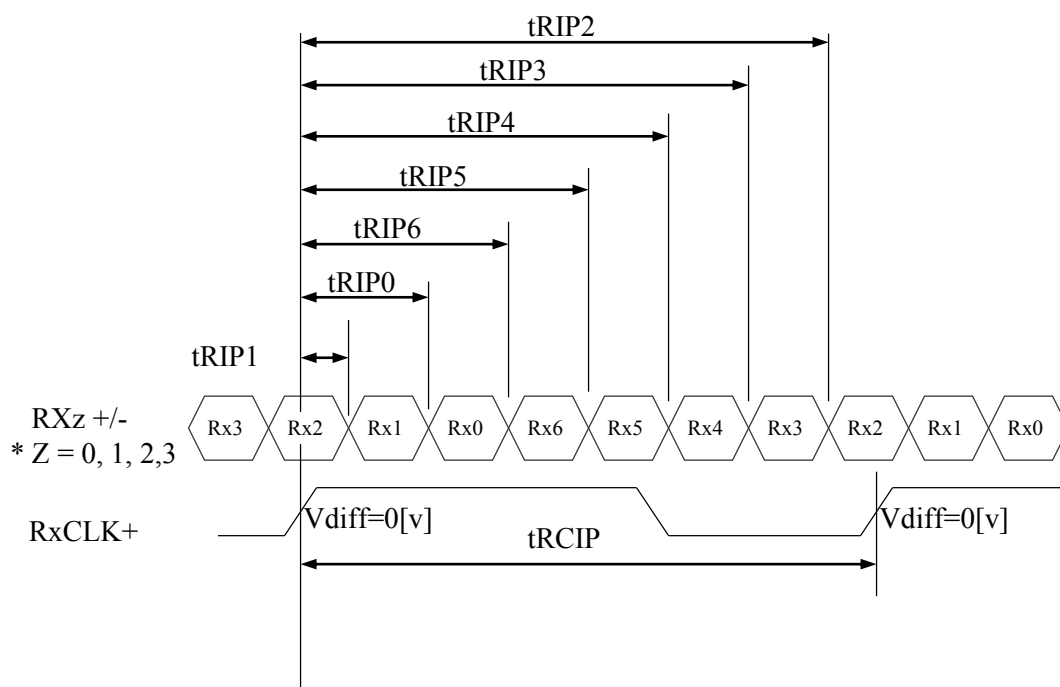 tRIP2
tRIP3
tRIP4
tRIP5
tRIP6
tRIP0
tRIP1
RXz +/-
* Z = 0, 1, 2,3
Rx3 Rx2 Rx1 Rx0 Rx6 Rx5 Rx4 Rx3 Rx2 Rx1 Rx0
RxCLK+
Vdiff=0[v] Vdiff=0[v]
tRCIP